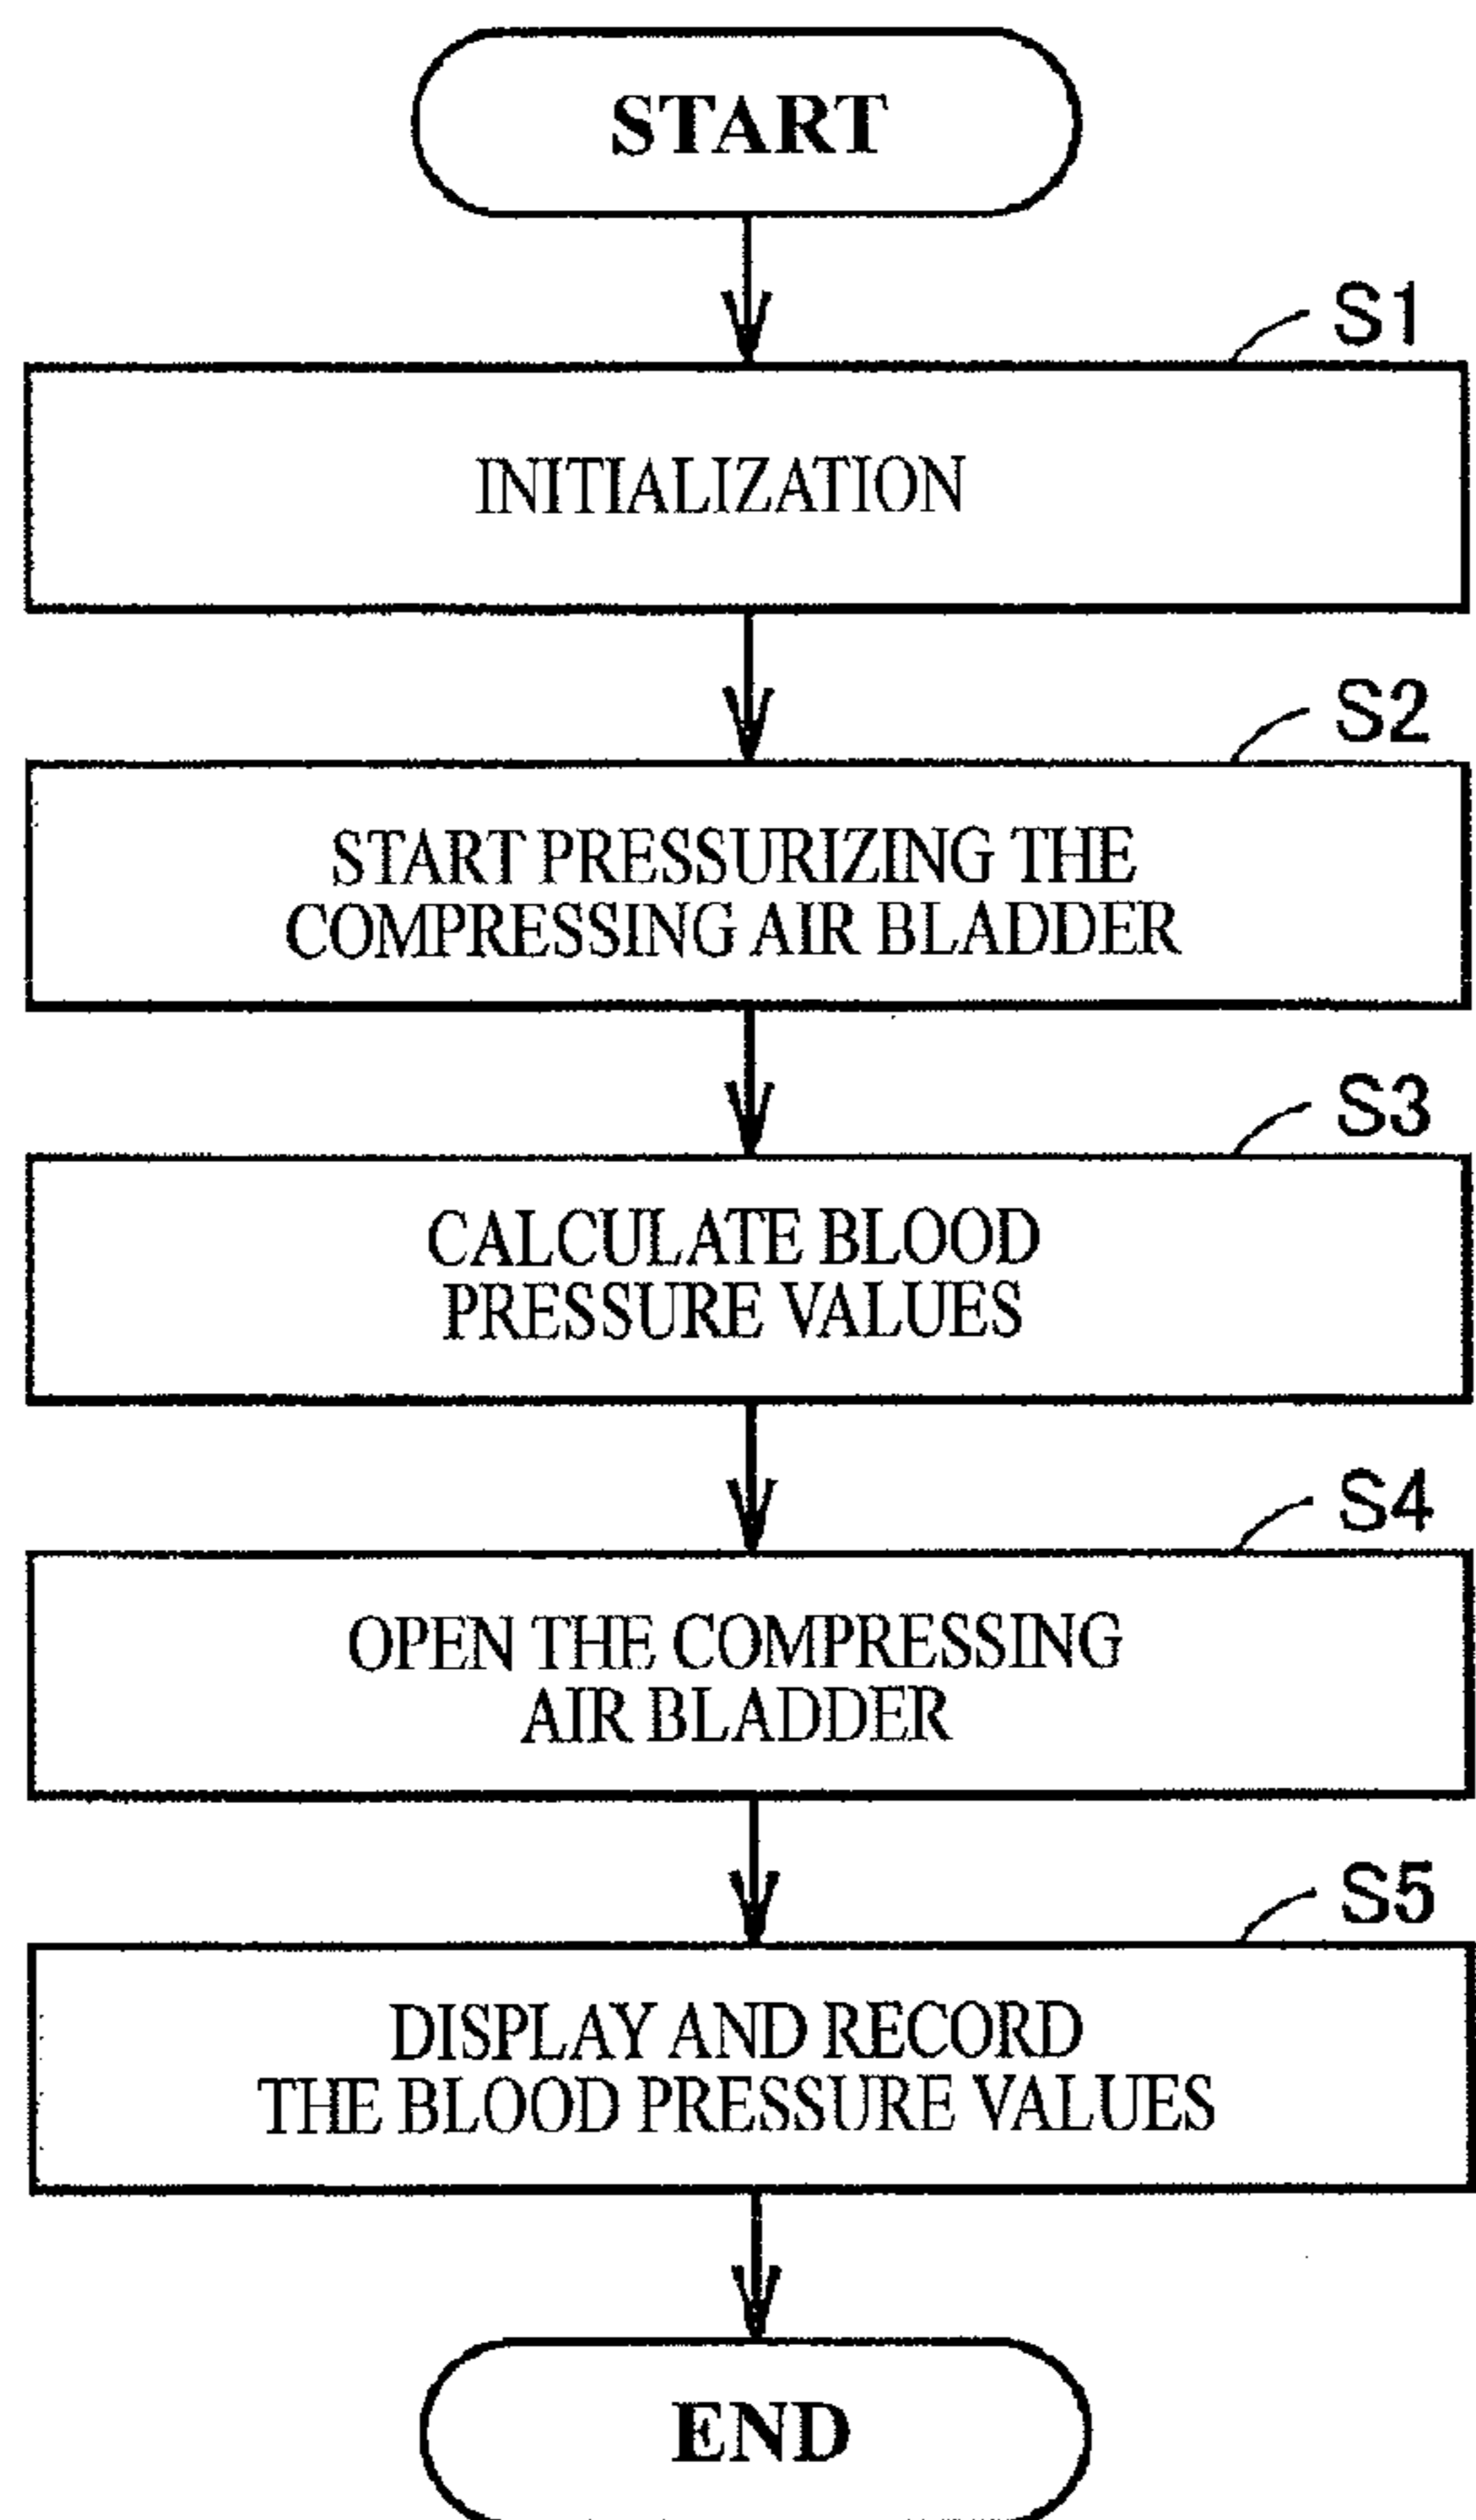 START
S1
INITIALIZATION
S2
START PRESSURIZING THE
COMPRESSING AIR BLADDER
S3
CALCULATE BLOOD
PRESSURE VALUES
S4
OPEN THE COMPRESSING
AIR BLADDER
S5
DISPLAY AND RECORD
THE BLOOD PRESSURE VALUES
END